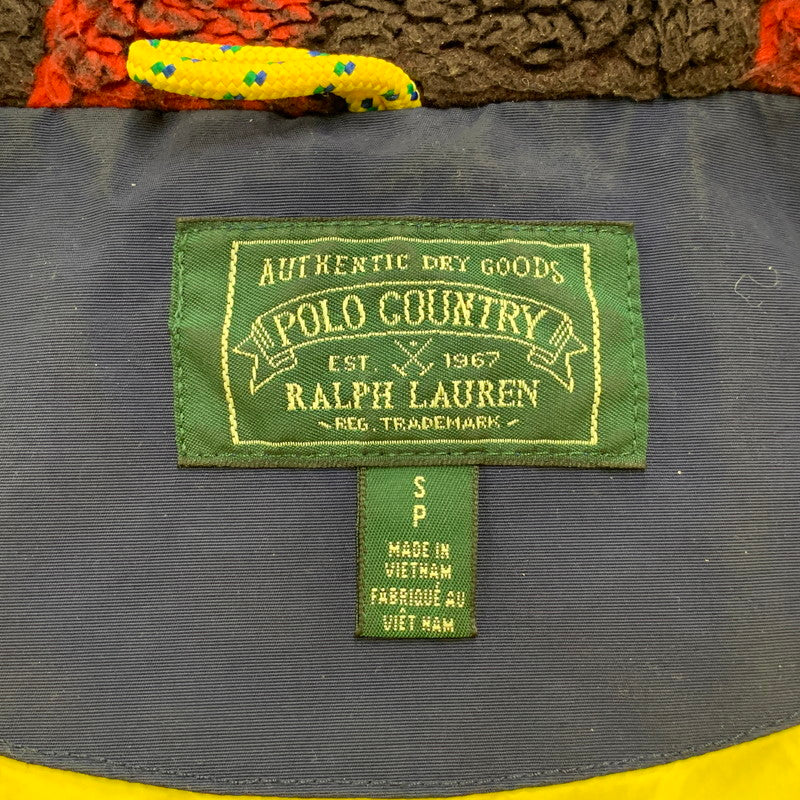 AUTHENTIC DRY GOODS
POLO COUNTRY
EST. 1967
RALPH LAUREN
~REG. TRADEMARK~
S
P
MADE IN
VIETNAM
FABRIQUÉ AU
VIÊT NAM